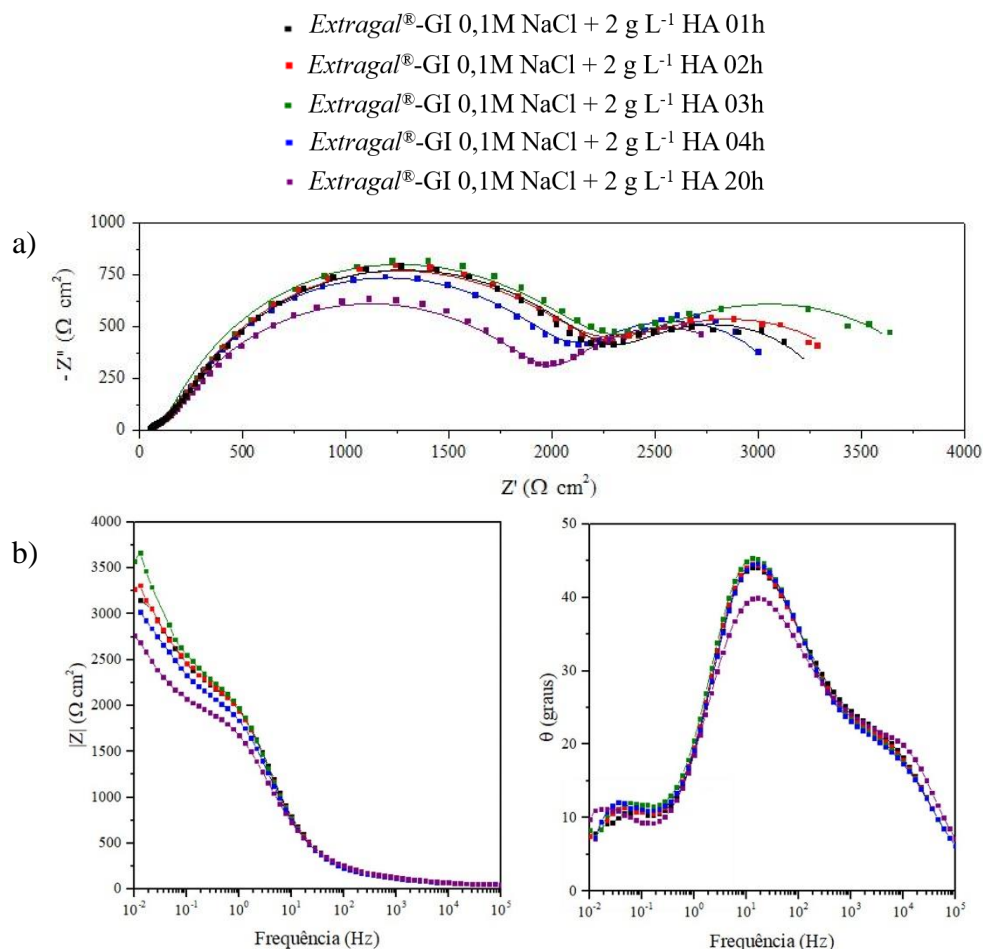 Extragal®-GI 0,1M NaCl + 2 g L-1 HA 01h
Extragal®-GI 0,1M NaCl + 2 g L-1 HA 02h
Extragal®-GI 0,1M NaCl + 2 g L-1 HA 03h
Extragal®-GI 0,1M NaCl + 2 g L-1 HA 04h
Extragal®-GI 0,1M NaCl + 2 g L-1 HA 20h
a)
- Z'' (Ω cm2)
1000
750
500
250
0
0 500 1000 1500 2000 2500 3000 3500 4000
Z' (Ω cm2)
b)
|Z| (Ω cm2)
4000
3500
3000
2500
2000
1500
1000
500
0
10-2 10-1 100 101 102 103 104 105
Frequência (Hz)
θ (graus)
50
40
30
20
10
0
10-2 10-1 100 101 102 103 104 105
Frequência (Hz)